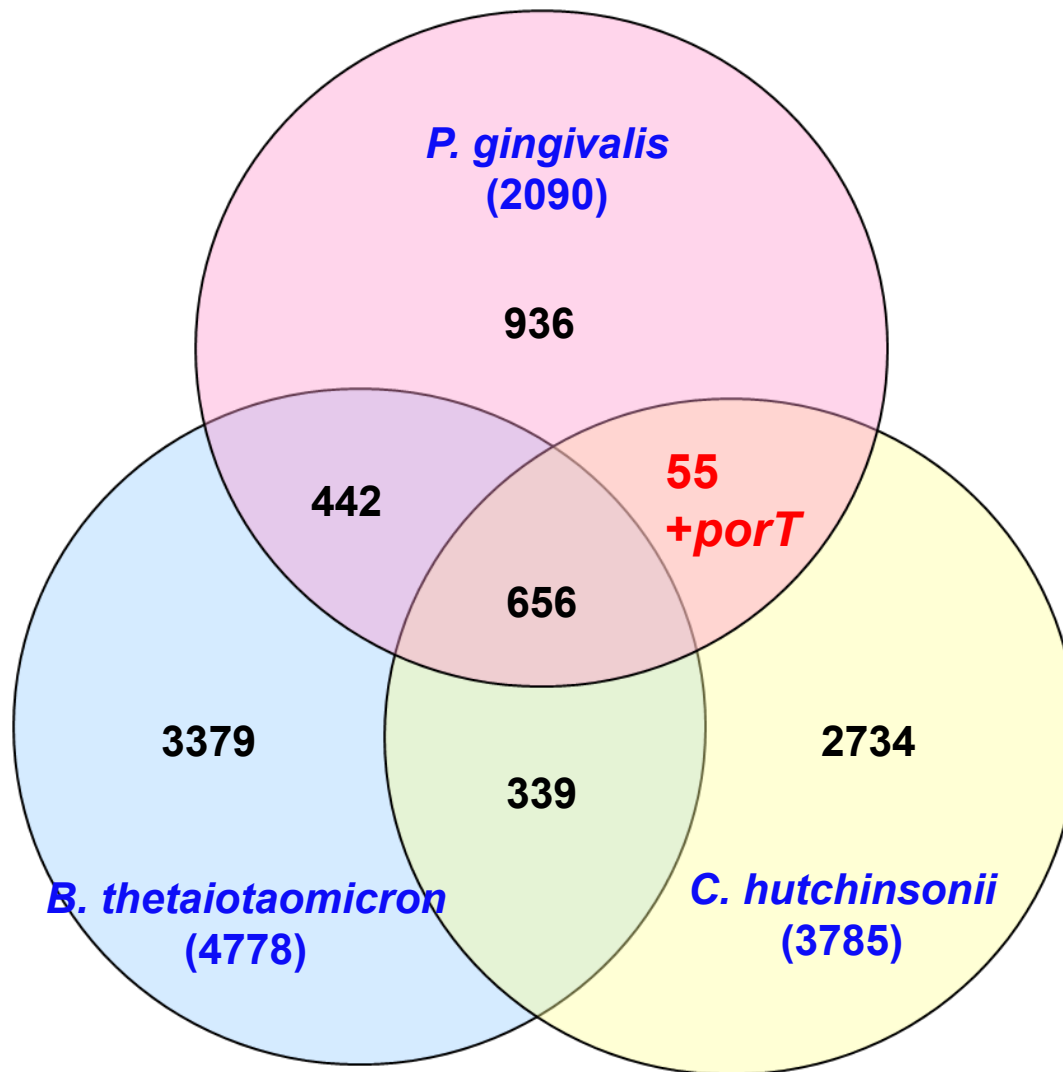 P. gingivalis
(2090)
936
442
55
+porT
656
3379
2734
339
B. thetaiotaomicron
(4778)
C. hutchinsonii
(3785)